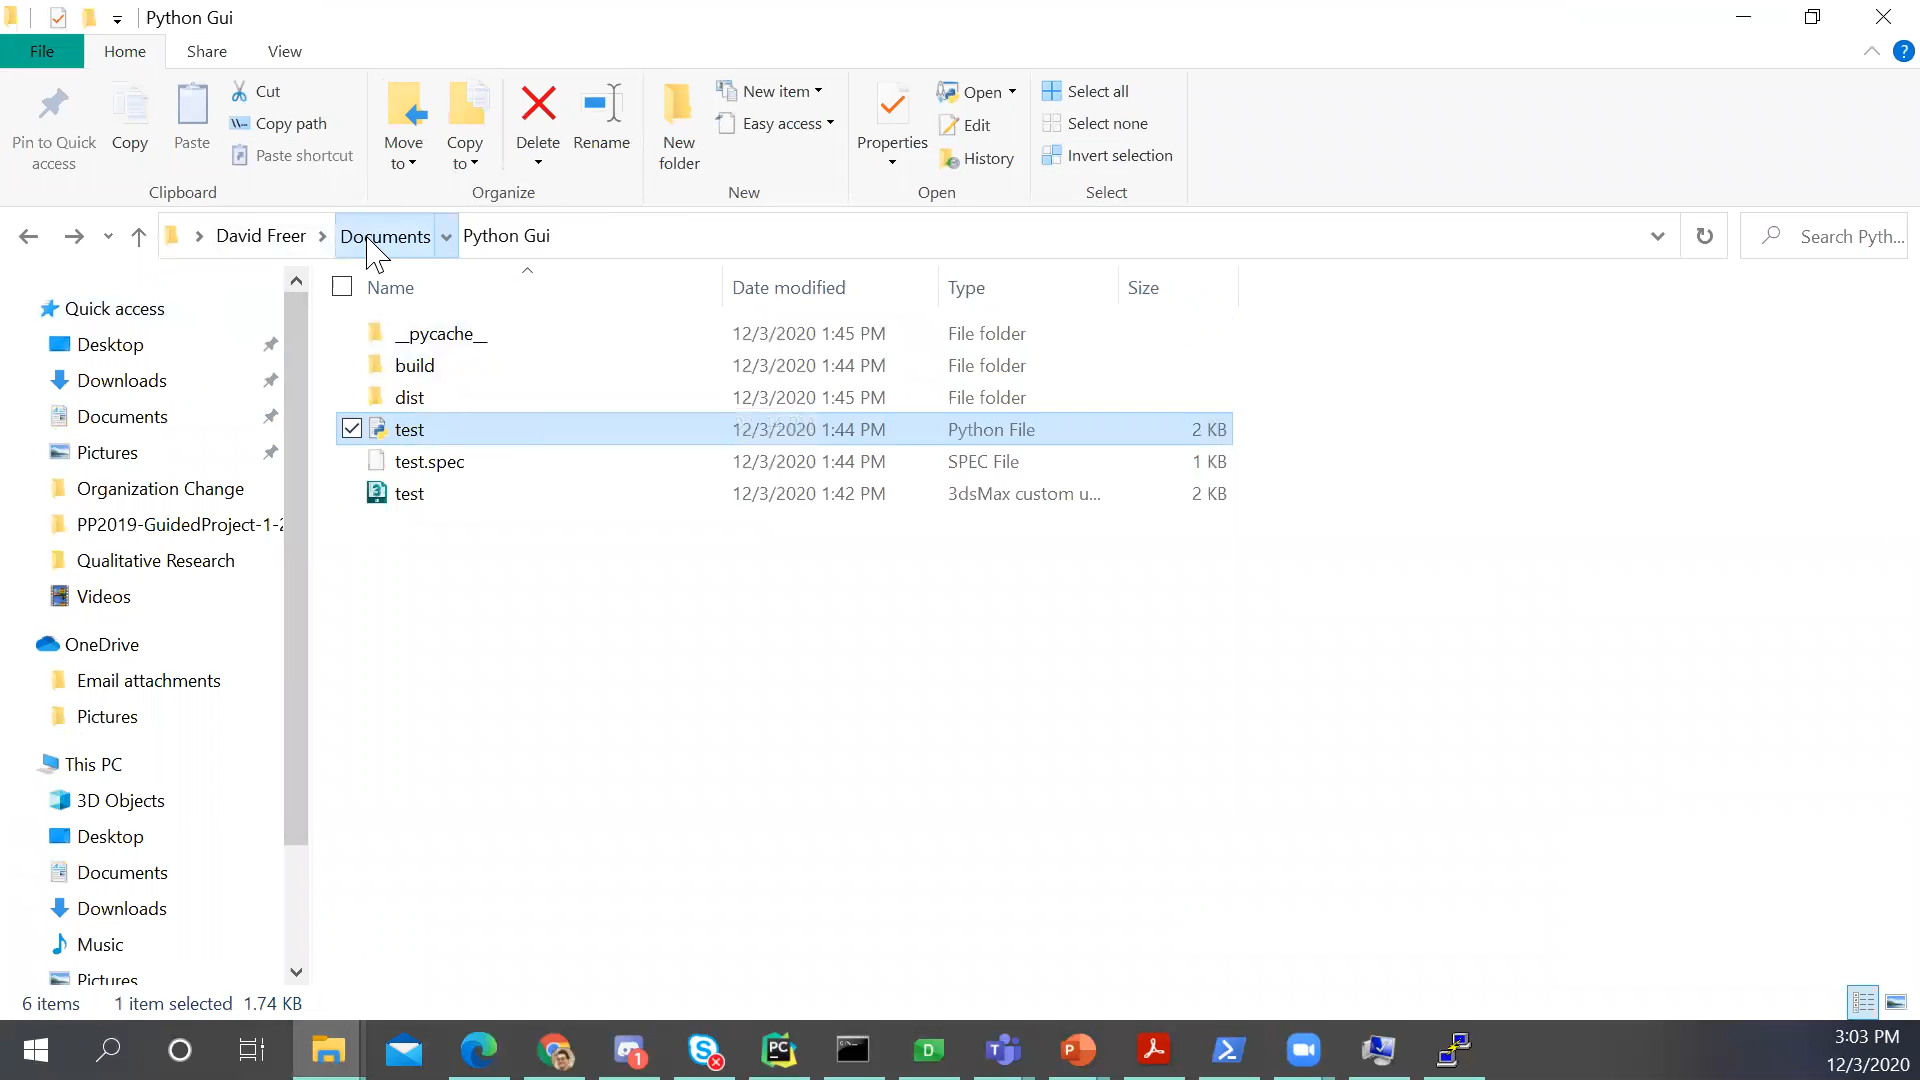 Python Gui
File Home Share View
Pin to Quick access
Copy
Paste
Cut
Copy path
Paste shortcut
Clipboard
Move to
Copy to
Delete
Rename
Organize
New folder
New item
Easy access
New
Properties
Open
Edit
History
Open
Select all
Select none
Invert selection
Select
David Freer Documents Python Gui
Search Pyth...
Name Date modified Type Size
__pycache__ 12/3/2020 1:45 PM File folder
build 12/3/2020 1:44 PM File folder
dist 12/3/2020 1:45 PM File folder
test 12/3/2020 1:44 PM Python File 2 KB
test.spec 12/3/2020 1:44 PM SPEC File 1 KB
test 12/3/2020 1:42 PM 3dsMax custom u... 2 KB
Quick access
Desktop
Downloads
Documents
Pictures
Organization Change
PP2019-GuidedProject-1-2
Qualitative Research
Videos
OneDrive
Email attachments
Pictures
This PC
3D Objects
Desktop
Documents
Downloads
Music
Pictures
6 items 1 item selected 1.74 KB
3:03 PM
12/3/2020